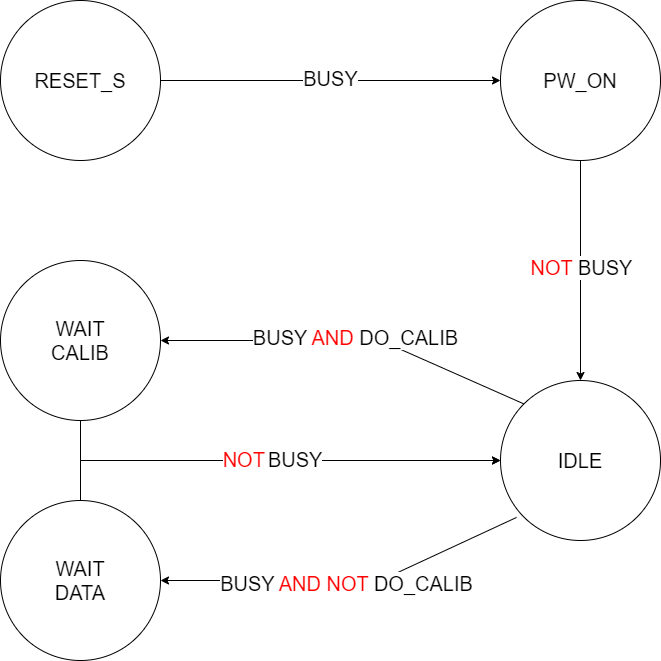 RESET_S
BUSY
PW_ON
NOT BUSY
WAIT
CALIB
BUSY AND DO_CALIB
NOT BUSY
IDLE
WAIT
DATA
BUSY AND NOT DO_CALIB